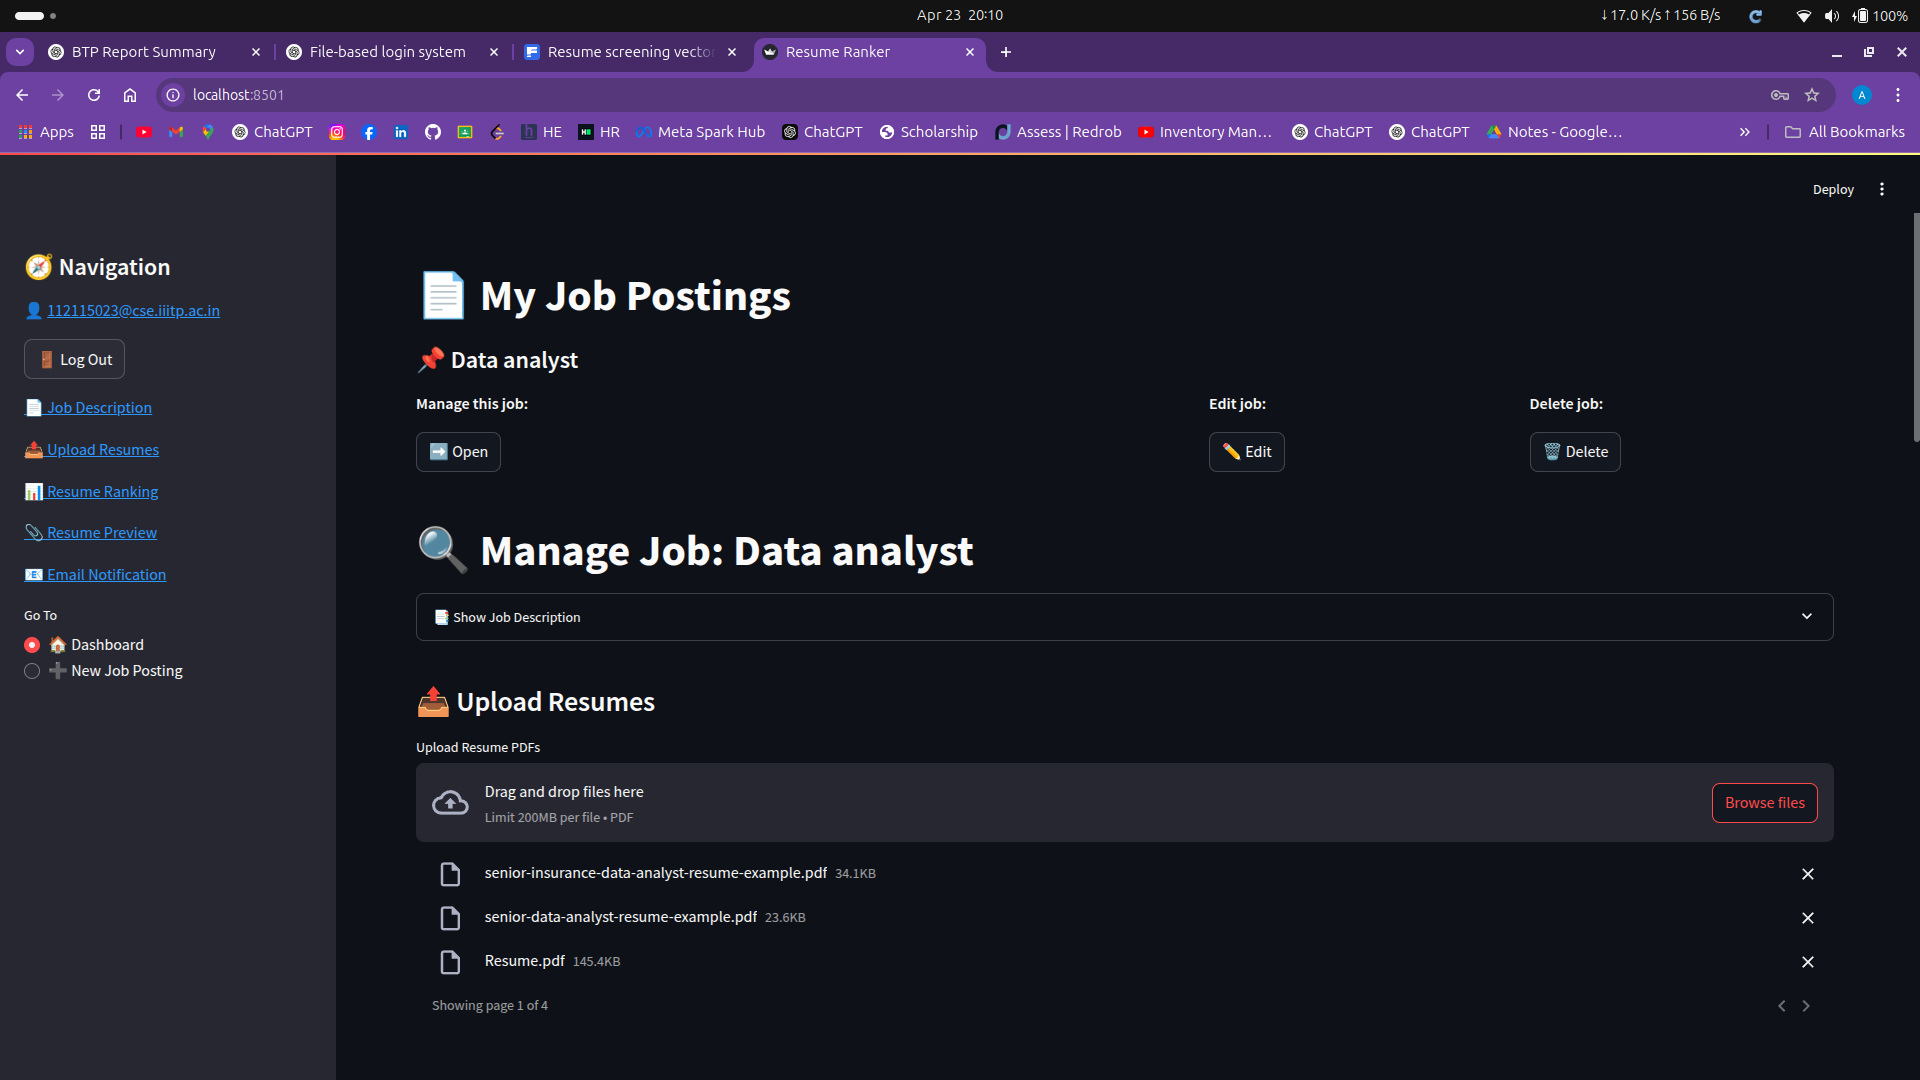 Apr 23 20:10
↓17.0 K/s↑156 B/s
100%
BTP Report Summary
File-based login system
Resume screening vecto
Resume Ranker
localhost:8501
A
Apps
ChatGPT
HE
HR
Meta Spark Hub
ChatGPT
Scholarship
Assess | Redrob
Inventory Man...
ChatGPT
ChatGPT
Notes - Google...
All Bookmarks
Deploy
Navigation
112115023@cse.iiitp.ac.in
Log Out
Job Description
Upload Resumes
Resume Ranking
Resume Preview
Email Notification
Go To
Dashboard
New Job Posting
My Job Postings
Data analyst
Manage this job:
Edit job:
Delete job:
Open
Edit
Delete
Manage Job: Data analyst
Show Job Description
Upload Resumes
Upload Resume PDFs
Drag and drop files here
Limit 200MB per file • PDF
Browse files
senior-insurance-data-analyst-resume-example.pdf 34.1KB
senior-data-analyst-resume-example.pdf 23.6KB
Resume.pdf 145.4KB
Showing page 1 of 4